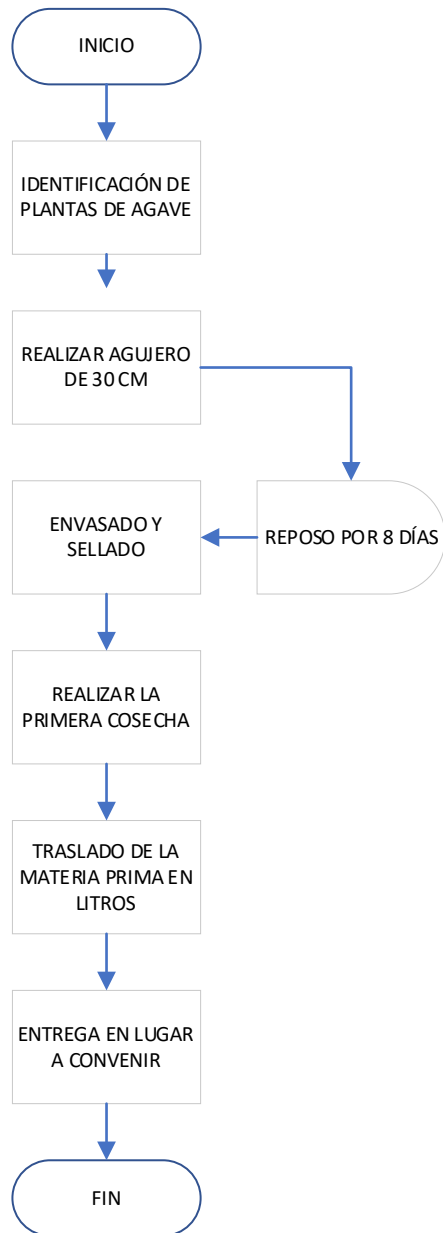 INICIO
IDENTIFICACIÓN DE
PLANTAS DE AGAVE
REALIZAR AGUJERO
DE 30 CM
REPOSO POR 8 DÍAS
ENVASADO Y
SELLADO
REALIZAR LA
PRIMERA COSECHA
TRASLADO DE LA
MATERIA PRIMA EN
LITROS
ENTREGA EN LUGAR
A CONVENIR
FIN